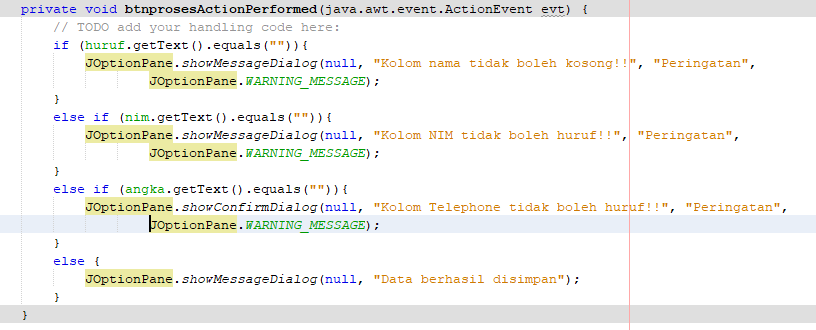 private void btnprosesActionPerformed(java.awt.event.ActionEvent evt) {
// TODO add your handling code here:
if (huruf.getText().equals("")){
JOptionPane.showMessageDialog(null, "Kolom nama tidak boleh kosong!!", "Peringatan",
JOptionPane.WARNING_MESSAGE);
}
else if (nim.getText().equals("")){
JOptionPane.showMessageDialog(null, "Kolom NIM tidak boleh huruf!!", "Peringatan",
JOptionPane.WARNING_MESSAGE);
}
else if (angka.getText().equals("")){
JOptionPane.showConfirmDialog(null, "Kolom Telephone tidak boleh huruf!!", "Peringatan",
JOptionPane.WARNING_MESSAGE);
}
else {
JOptionPane.showMessageDialog(null, "Data berhasil disimpan");
}
}